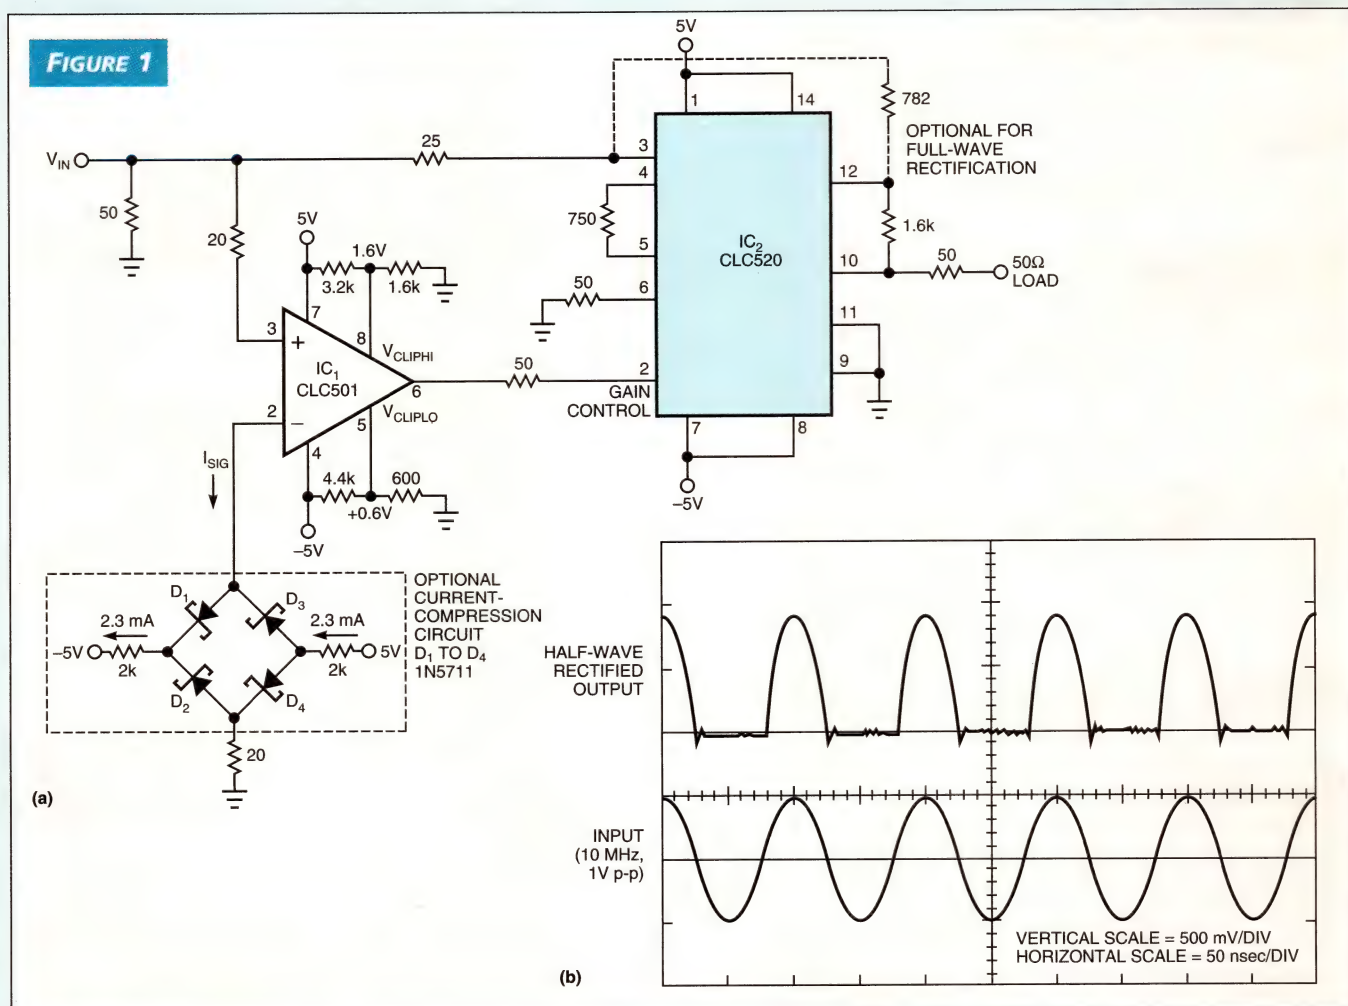 FIGURE 1
5V
1
14
782
OPTIONAL FOR
FULL-WAVE
RECTIFICATION
VIN
25
3
4
12
50
20
5V
750
1.6k
1.6V
5
IC2
CLC520
10
50
50Ω
LOAD
3.2k
1.6k
50
6
7
8
11
3
+
VCLIPHI
IC1
CLC501
50
2
9
6
GAIN
CONTROL
2
−
VCLIPLO
5
7
8
4
ISIG
4.4k
600
+0.6V
–5V
–5V
OPTIONAL
CURRENT-
COMPRESSION
CIRCUIT
D1 TO D4
1N5711
D1
D3
2.3 mA
2.3 mA
–5V
5V
2k
2k
D2
D4
20
(a)
HALF-WAVE
RECTIFIED
OUTPUT
INPUT
(10 MHz,
1V p-p)
VERTICAL SCALE = 500 mV/DIV
HORIZONTAL SCALE = 50 nsec/DIV
(b)